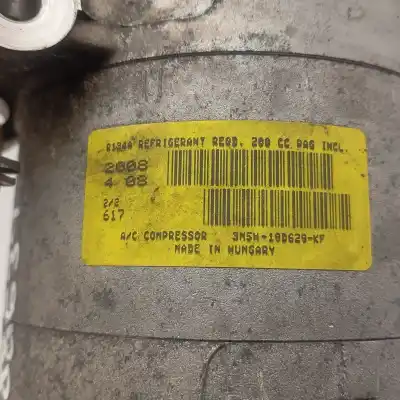 R134A REFRIGERANT REQD. 200 CC PAG INCL.
2008
4 08
2/2
617
A/C COMPRESSOR 3M5H-19D629-KF
MADE IN HUNGARY